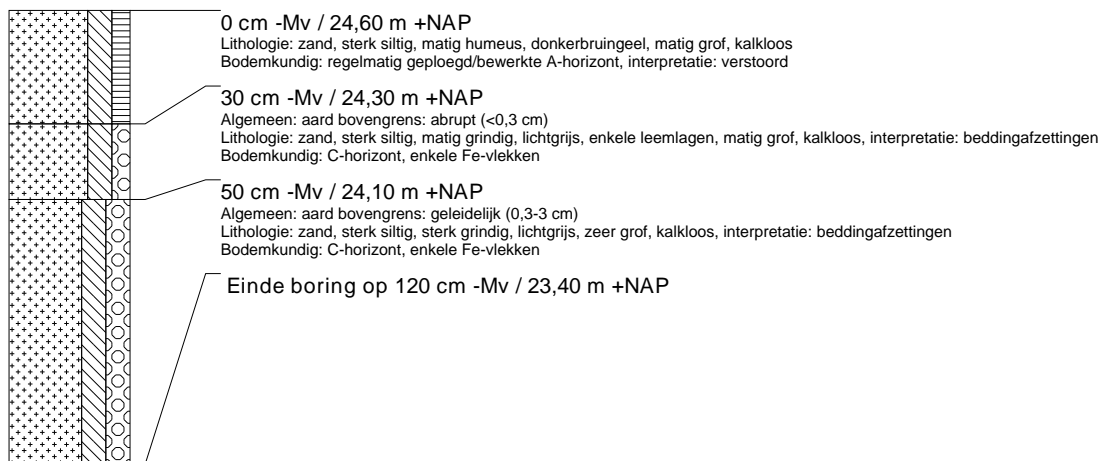 0 cm -Mv / 24,60 m +NAP
Lithologie: zand, sterk siltig, matig humeus, donkerbruingeel, matig grof, kalkloos
Bodemkundig: regelmatig geploegd/bewerkte A-horizont, interpretatie: verstoord
30 cm -Mv / 24,30 m +NAP
Algemeen: aard bovengrens: abrupt (<0,3 cm)
Lithologie: zand, sterk siltig, matig grindig, lichtgrijs, enkele leemlagen, matig grof, kalkloos, interpretatie: beddingafzettingen
Bodemkundig: C-horizont, enkele Fe-vlekken
50 cm -Mv / 24,10 m +NAP
Algemeen: aard bovengrens: geleidelijk (0,3-3 cm)
Lithologie: zand, sterk siltig, sterk grindig, lichtgrijs, zeer grof, kalkloos, interpretatie: beddingafzettingen
Bodemkundig: C-horizont, enkele Fe-vlekken
Einde boring op 120 cm -Mv / 23,40 m +NAP